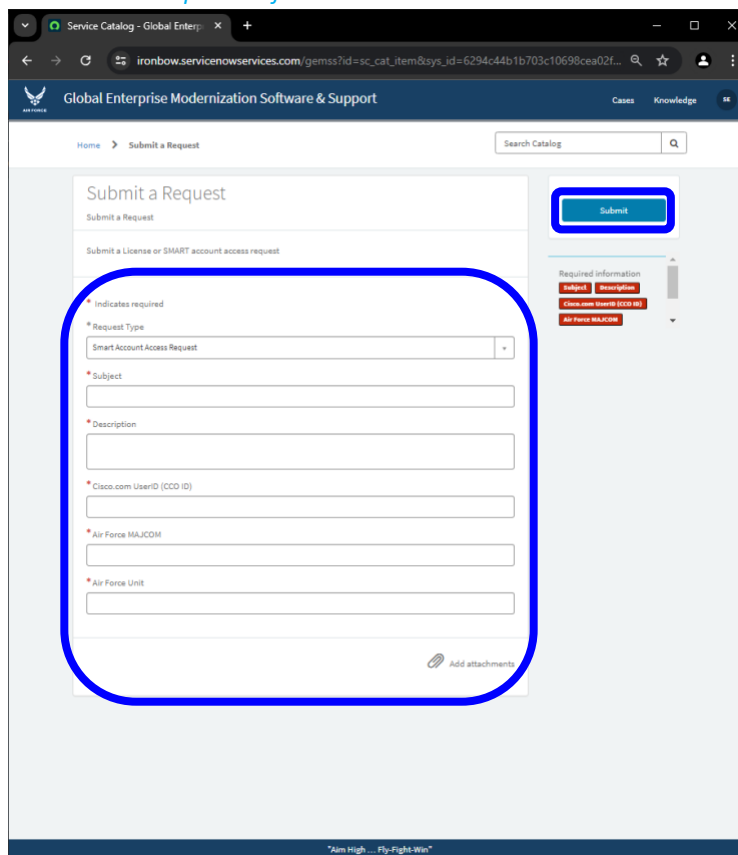 Service Catalog - Global Enterp
ironbow.servicenowservices.com/gemss?id=sc_cat_item&sys_id=6294c44b1b703c10698cea02f...
AIR FORCE
Global Enterprise Modernization Software & Support
Cases
Knowledge
SE
Home
Submit a Request
Search Catalog
Submit a Request
Submit a Request
Submit a License or SMART account access request
Submit
Required information
Subject
Description
Cisco.com UserID (CCO ID)
Air Force MAJCOM
* Indicates required
* Request Type
Smart Account Access Request
* Subject
* Description
* Cisco.com UserID (CCO ID)
* Air Force MAJCOM
* Air Force Unit
Add attachments
"Aim High ... Fly-Fight-Win"